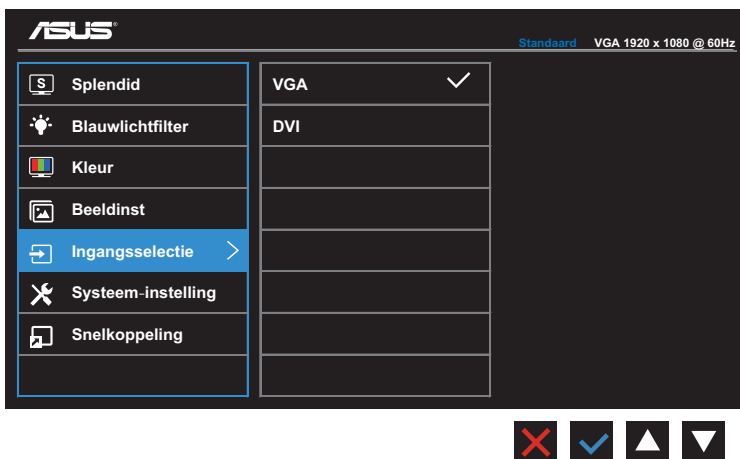 ASUS
Standaard VGA 1920 x 1080 @ 60Hz
S Splendid
Blauwlichtfilter
Kleur
Beeldinst
Ingangsselectie
Systeem-instelling
Snelkoppeling
VGA
DVI